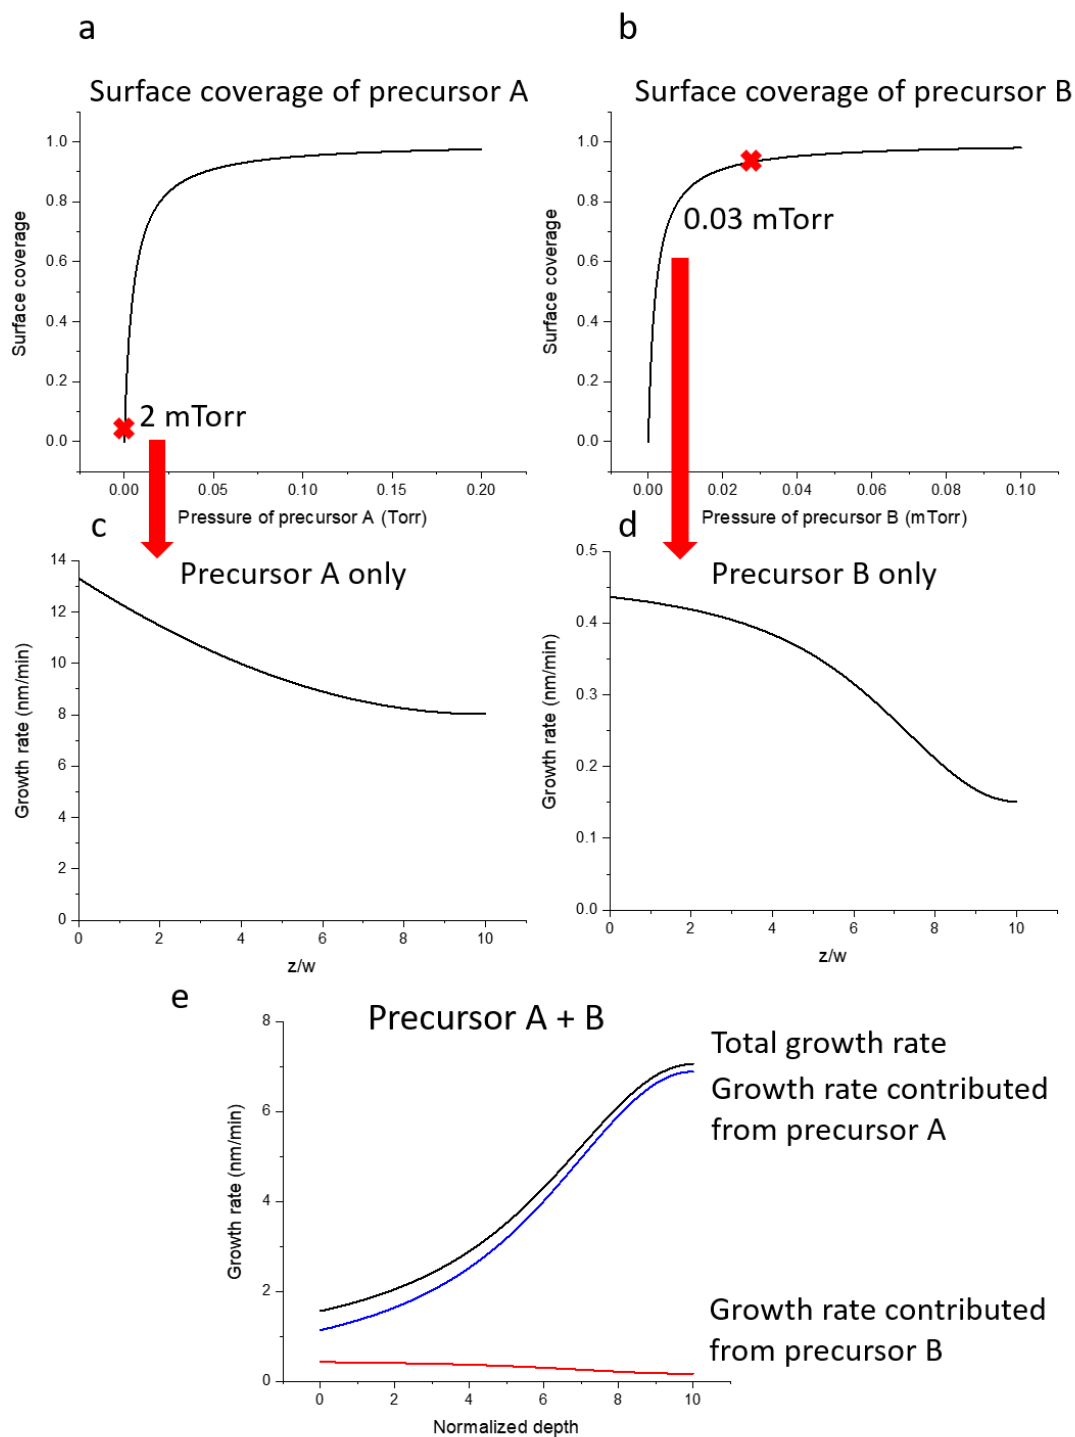 a
b
Surface coverage of precursor A
Surface coverage of precursor B
1.0
0.8
0.6
0.4
0.2
0.0
Surface coverage
2 mTorr
0.00
0.05
0.10
0.15
0.20
Pressure of precursor A (Torr)
1.0
0.8
0.6
0.4
0.2
0.0
Surface coverage
0.03 mTorr
0.00
0.02
0.04
0.06
0.08
0.10
Pressure of precursor B (mTorr)
c
Precursor A only
14
12
10
8
6
4
2
0
Growth rate (nm/min)
0
2
4
6
8
10
z/w
d
Precursor B only
0.5
0.4
0.3
0.2
0.1
0.0
Growth rate (nm/min)
0
2
4
6
8
10
z/w
e
Precursor A + B
8
6
4
2
0
Growth rate (nm/min)
0
2
4
6
8
10
Normalized depth
Total growth rate
Growth rate contributed
from precursor A
Growth rate contributed
from precursor B